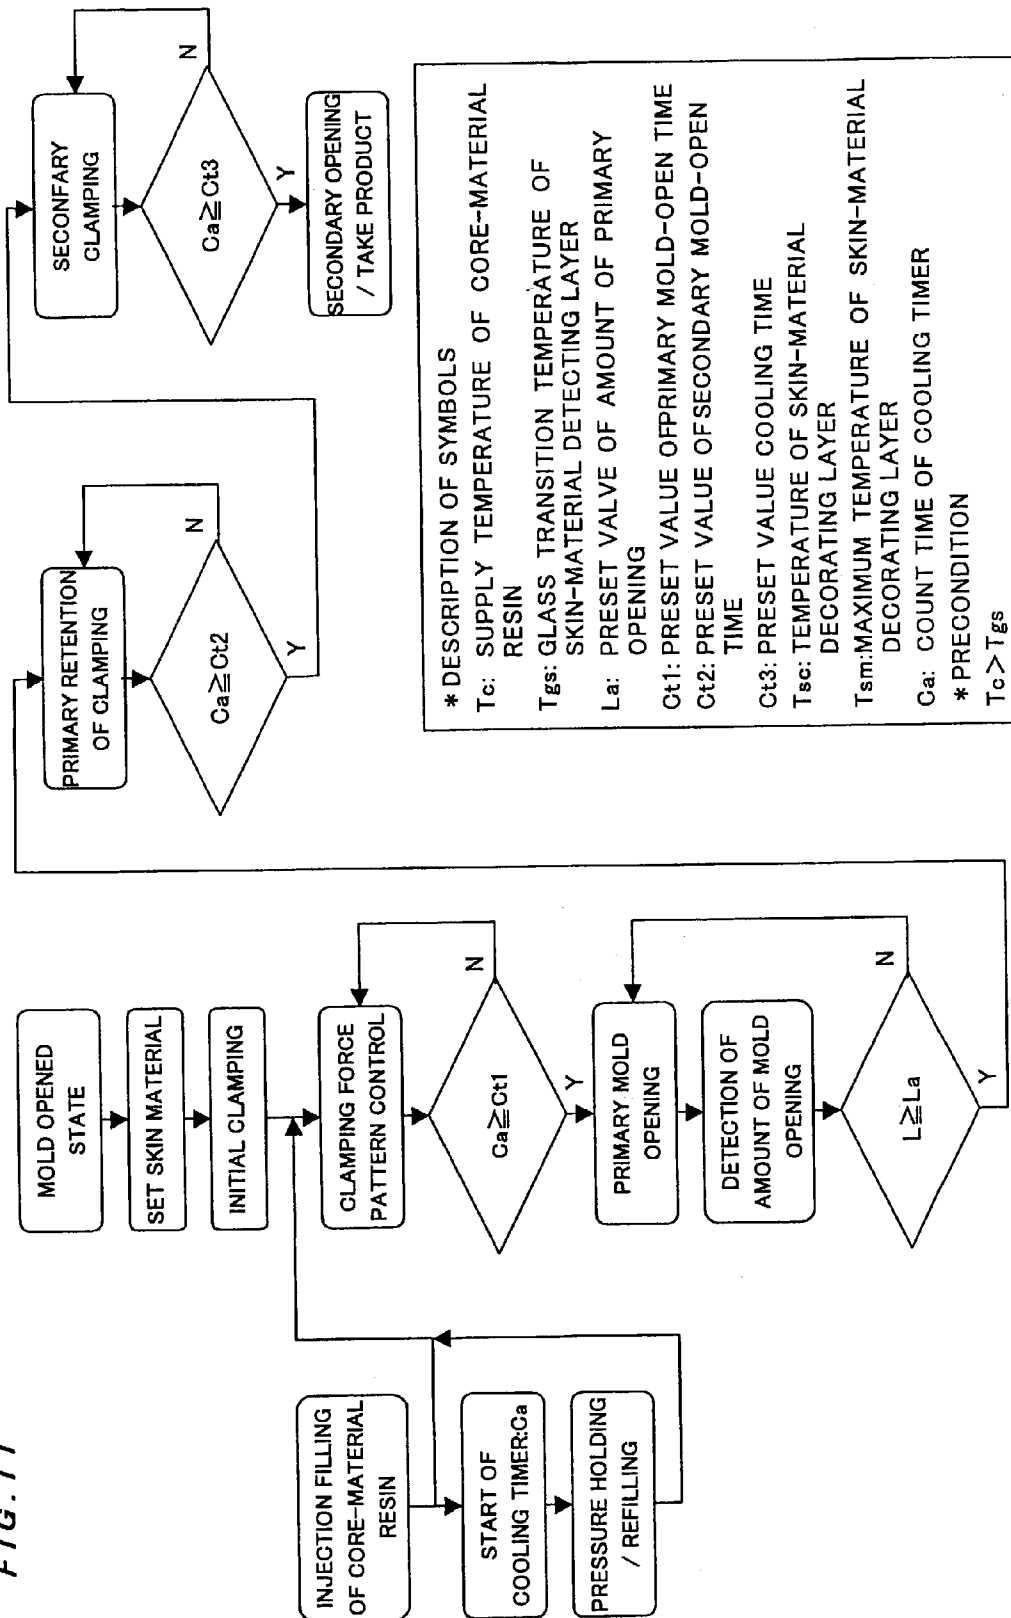 FIG. 11
MOLD OPENED
STATE
SET SKIN MATERIAL
INITIAL CLAMPING
INJECTION FILLING
OF CORE-MATERIAL
RESIN
START OF
COOLING TIMER:Ca
PRESSURE HOLDING
/ REFILLING
CLAMPING FORCE
PATTERN CONTROL
Ca≧Ct1
N
Y
PRIMARY MOLD
OPENING
DETECTION OF
AMOUNT OF MOLD
OPENING
L≧La
N
Y
PRIMARY RETENTION
OF CLAMPING
Ca≧Ct2
N
Y
SECONFARY
CLAMPING
Ca≧Ct3
N
Y
SECONDARY OPENING
/ TAKE PRODUCT
* DESCRIPTION OF SYMBOLS
Tc: SUPPLY TEMPERATURE OF CORE-MATERIAL
RESIN
Tgs: GLASS TRANSITION TEMPERATURE OF
SKIN-MATERIAL DETECTING LAYER
La: PRESET VALVE OF AMOUNT OF PRIMARY
OPENING
Ct1: PRESET VALUE OFPRIMARY MOLD-OPEN TIME
Ct2: PRESET VALUE OFSECONDARY MOLD-OPEN
TIME
Ct3: PRESET VALUE COOLING TIME
Tsc: TEMPERATURE OF SKIN-MATERIAL
DECORATING LAYER
Tsm:MAXIMUM TEMPERATURE OF SKIN-MATERIAL
DECORATING LAYER
Ca: COUNT TIME OF COOLING TIMER
* PRECONDITION
Tc>Tgs